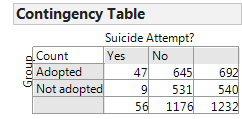 Contingency Table
Suicide Attempt?
Group
Count Yes No
Adopted 47 645 692
Not adopted 9 531 540
56 1176 1232